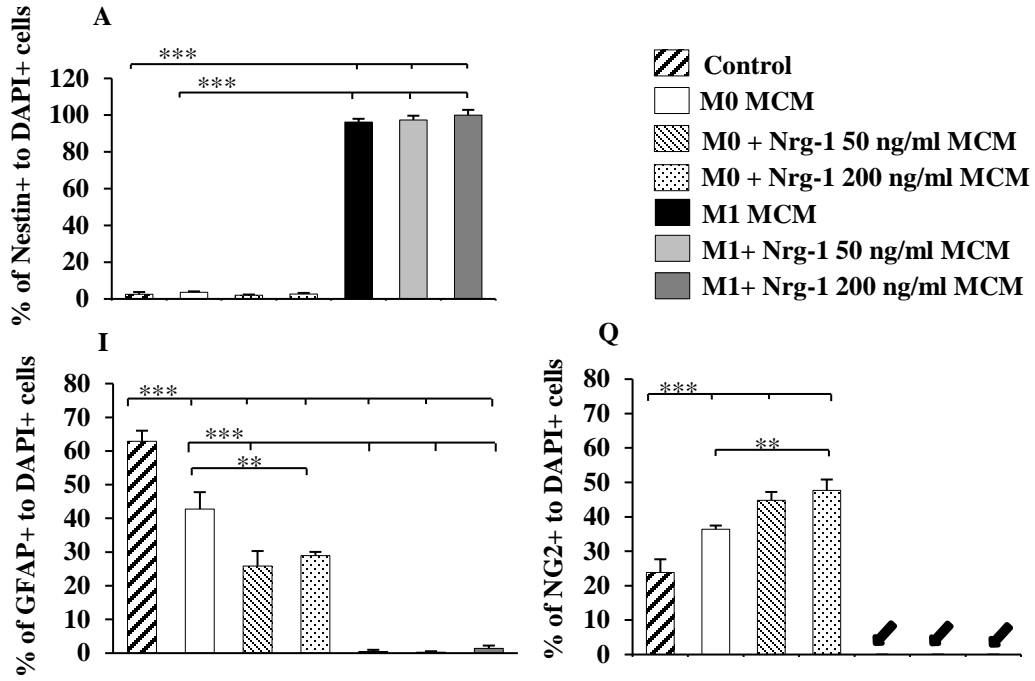 A
% of Nestin+ to DAPI+ cells
120
100
80
60
40
20
0
***
***
Control
M0 MCM
M0 + Nrg-1 50 ng/ml MCM
M0 + Nrg-1 200 ng/ml MCM
M1 MCM
M1+ Nrg-1 50 ng/ml MCM
M1+ Nrg-1 200 ng/ml MCM
I
% of GFAP+ to DAPI+ cells
80
70
60
50
40
30
20
10
0
***
***
**
Q
% of NG2+ to DAPI+ cells
80
70
60
50
40
30
20
10
0
***
**